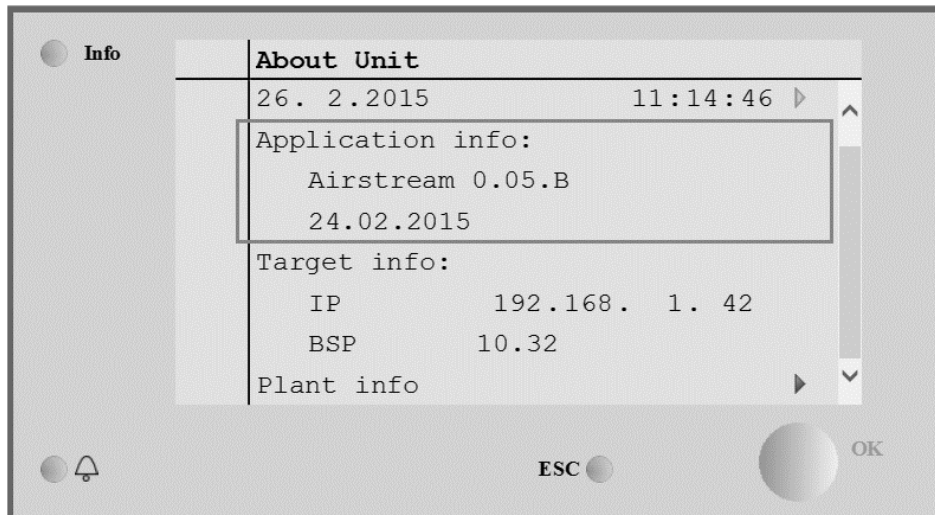 Info
About Unit
26. 2.2015 11:14:46
Application info:
Airstream 0.05.B
24.02.2015
Target info:
IP 192.168. 1. 42
BSP 10.32
Plant info
ESC
OK